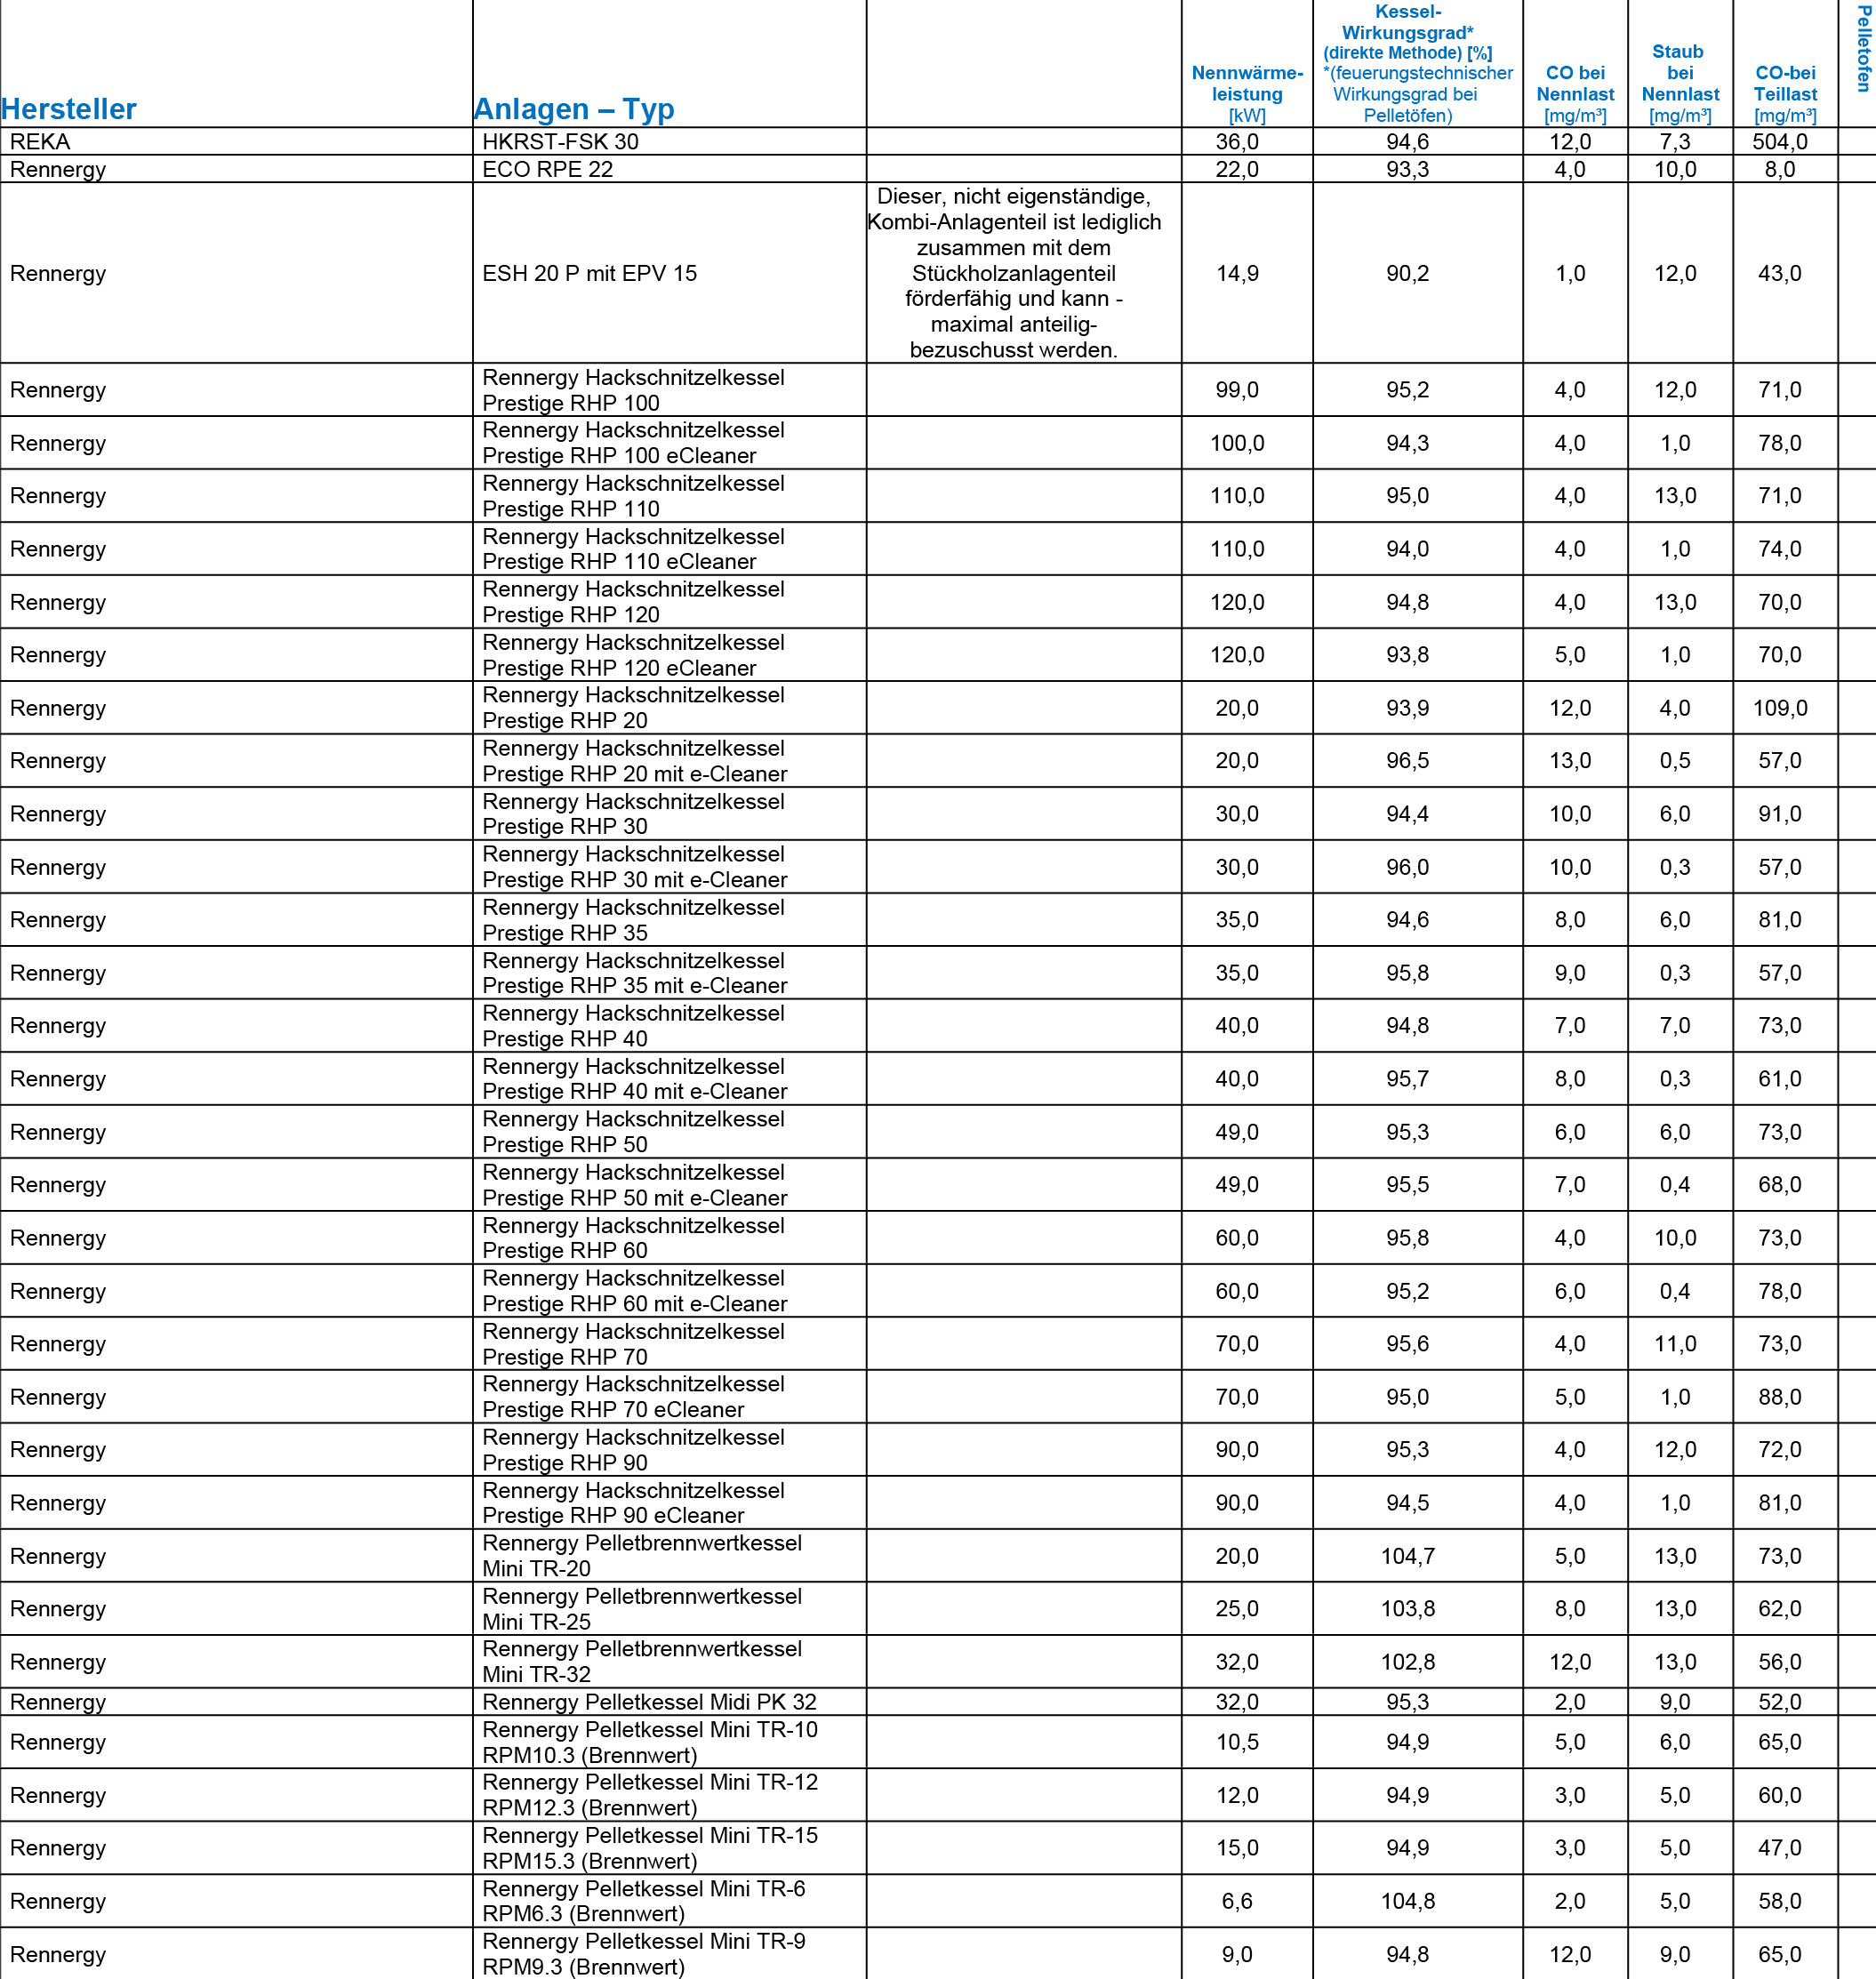 Hersteller
Anlagen – Typ
Nennwärme-
leistung
[kW]
Kessel-
Wirkungsgrad*
(direkte Methode) [%]
*(feuerungstechnischer
Wirkungsgrad bei
Pelletöfen)
CO bei
Nennlast
[mg/m³]
Staub
bei
Nennlast
[mg/m³]
CO-bei
Teillast
[mg/m³]
Pelletofen
REKA HKRST-FSK 30 36,0 94,6 12,0 7,3 504,0
Rennergy ECO RPE 22 22,0 93,3 4,0 10,0 8,0
Dieser, nicht eigenständige,
Kombi-Anlagenteil ist lediglich
zusammen mit dem
Rennergy ESH 20 P mit EPV 15 Stückholzanlagenteil 14,9 90,2 1,0 12,0 43,0
förderfähig und kann -
maximal anteilig-
bezuschusst werden.
Rennergy Rennergy Hackschnitzelkessel
Prestige RHP 100 99,0 95,2 4,0 12,0 71,0
Rennergy Rennergy Hackschnitzelkessel
Prestige RHP 100 eCleaner 100,0 94,3 4,0 1,0 78,0
Rennergy Rennergy Hackschnitzelkessel
Prestige RHP 110 110,0 95,0 4,0 13,0 71,0
Rennergy Rennergy Hackschnitzelkessel
Prestige RHP 110 eCleaner 110,0 94,0 4,0 1,0 74,0
Rennergy Rennergy Hackschnitzelkessel
Prestige RHP 120 120,0 94,8 4,0 13,0 70,0
Rennergy Rennergy Hackschnitzelkessel
Prestige RHP 120 eCleaner 120,0 93,8 5,0 1,0 70,0
Rennergy Rennergy Hackschnitzelkessel
Prestige RHP 20 20,0 93,9 12,0 4,0 109,0
Rennergy Rennergy Hackschnitzelkessel
Prestige RHP 20 mit e-Cleaner 20,0 96,5 13,0 0,5 57,0
Rennergy Rennergy Hackschnitzelkessel
Prestige RHP 30 30,0 94,4 10,0 6,0 91,0
Rennergy Rennergy Hackschnitzelkessel
Prestige RHP 30 mit e-Cleaner 30,0 96,0 10,0 0,3 57,0
Rennergy Rennergy Hackschnitzelkessel
Prestige RHP 35 35,0 94,6 8,0 6,0 81,0
Rennergy Rennergy Hackschnitzelkessel
Prestige RHP 35 mit e-Cleaner 35,0 95,8 9,0 0,3 57,0
Rennergy Rennergy Hackschnitzelkessel
Prestige RHP 40 40,0 94,8 7,0 7,0 73,0
Rennergy Rennergy Hackschnitzelkessel
Prestige RHP 40 mit e-Cleaner 40,0 95,7 8,0 0,3 61,0
Rennergy Rennergy Hackschnitzelkessel
Prestige RHP 50 49,0 95,3 6,0 6,0 73,0
Rennergy Rennergy Hackschnitzelkessel
Prestige RHP 50 mit e-Cleaner 49,0 95,5 7,0 0,4 68,0
Rennergy Rennergy Hackschnitzelkessel
Prestige RHP 60 60,0 95,8 4,0 10,0 73,0
Rennergy Rennergy Hackschnitzelkessel
Prestige RHP 60 mit e-Cleaner 60,0 95,2 6,0 0,4 78,0
Rennergy Rennergy Hackschnitzelkessel
Prestige RHP 70 70,0 95,6 4,0 11,0 73,0
Rennergy Rennergy Hackschnitzelkessel
Prestige RHP 70 eCleaner 70,0 95,0 5,0 1,0 88,0
Rennergy Rennergy Hackschnitzelkessel
Prestige RHP 90 90,0 95,3 4,0 12,0 72,0
Rennergy Rennergy Hackschnitzelkessel
Prestige RHP 90 eCleaner 90,0 94,5 4,0 1,0 81,0
Rennergy Rennergy Pelletbrennwertkessel
Mini TR-20 20,0 104,7 5,0 13,0 73,0
Rennergy Rennergy Pelletbrennwertkessel
Mini TR-25 25,0 103,8 8,0 13,0 62,0
Rennergy Rennergy Pelletbrennwertkessel
Mini TR-32 32,0 102,8 12,0 13,0 56,0
Rennergy Rennergy Pelletkessel Midi PK 32 32,0 95,3 2,0 9,0 52,0
Rennergy Rennergy Pelletkessel Mini TR-10
RPM10.3 (Brennwert) 10,5 94,9 5,0 6,0 65,0
Rennergy Rennergy Pelletkessel Mini TR-12
RPM12.3 (Brennwert) 12,0 94,9 3,0 5,0 60,0
Rennergy Rennergy Pelletkessel Mini TR-15
RPM15.3 (Brennwert) 15,0 94,9 3,0 5,0 47,0
Rennergy Rennergy Pelletkessel Mini TR-6
RPM6.3 (Brennwert) 6,6 104,8 2,0 5,0 58,0
Rennergy Rennergy Pelletkessel Mini TR-9
RPM9.3 (Brennwert) 9,0 94,8 12,0 9,0 65,0